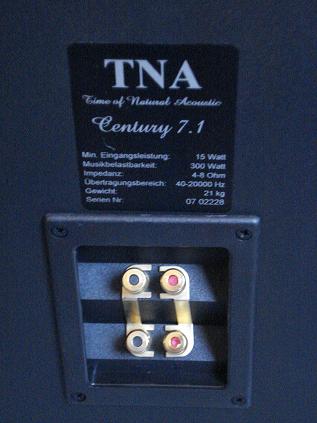 TNA
Time of Natural Acoustic
Century 7.1
Min. Eingangsleistung: 15 Watt
Musikbelastbarkeit: 300 Watt
Impedanz: 4-8 Ohm
Übertragungsbereich: 40-20000 Hz
Gewicht: 21 kg
Serien Nr: 07 02228